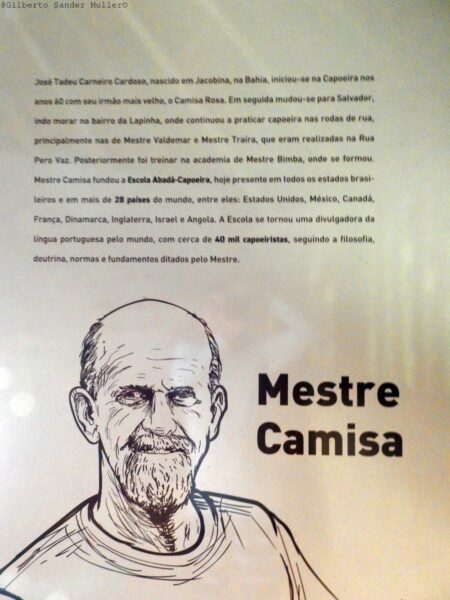 @Gilberto Sander Muller©
José Tadeu Carneiro Cardoso, nascido em Jacobina, na Bahia, iniciou-se na Capoeira nos
anos 60 com seu irmão mais velho, o Camisa Roxa. Em seguida mudou-se para Salvador,
indo morar no bairro da Lapinha, onde continuou a praticar capoeira nas rodas de rua,
principalmente nas de Mestre Valdemar e Mestre Traíra, que eram realizadas na Rua
Pero Vaz. Posteriormente foi treinar na academia de Mestre Bimba, onde se formou.
Mestre Camisa fundou a Escola Abadá-Capoeira, hoje presente em todos os estados brasi-
leiros e em mais de 28 países do mundo, entre eles: Estados Unidos, México, Canadá,
França, Dinamarca, Inglaterra, Israel e Angola. A Escola se tornou uma divulgadora da
língua portuguesa pelo mundo, com cerca de 40 mil capoeiristas, seguindo a filosofia,
doutrina, normas e fundamentos ditados pelo Mestre.
Mestre
Camisa